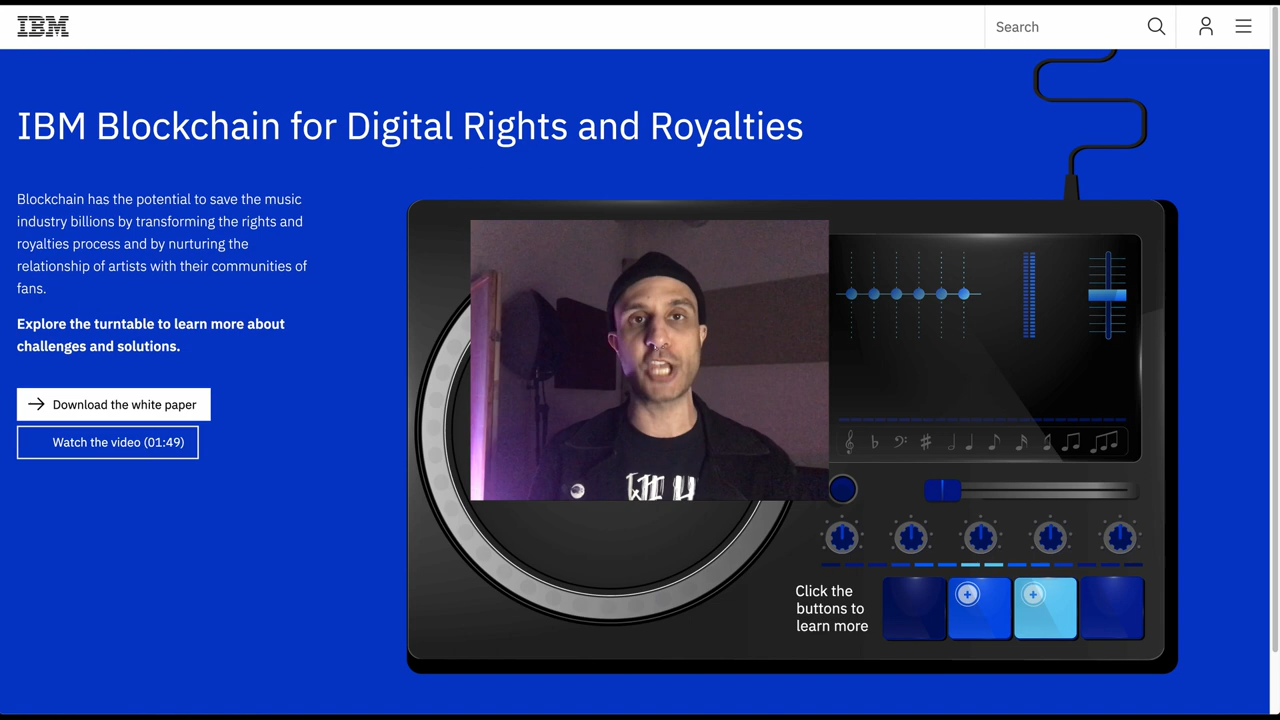 IBM
Search
IBM Blockchain for Digital Rights and Royalties
Blockchain has the potential to save the music
industry billions by transforming the rights and
royalties process and by nurturing the
relationship of artists with their communities of
fans.
Explore the turntable to learn more about
challenges and solutions.
Download the white paper
Watch the video (01:49)
Click the
buttons to
learn more